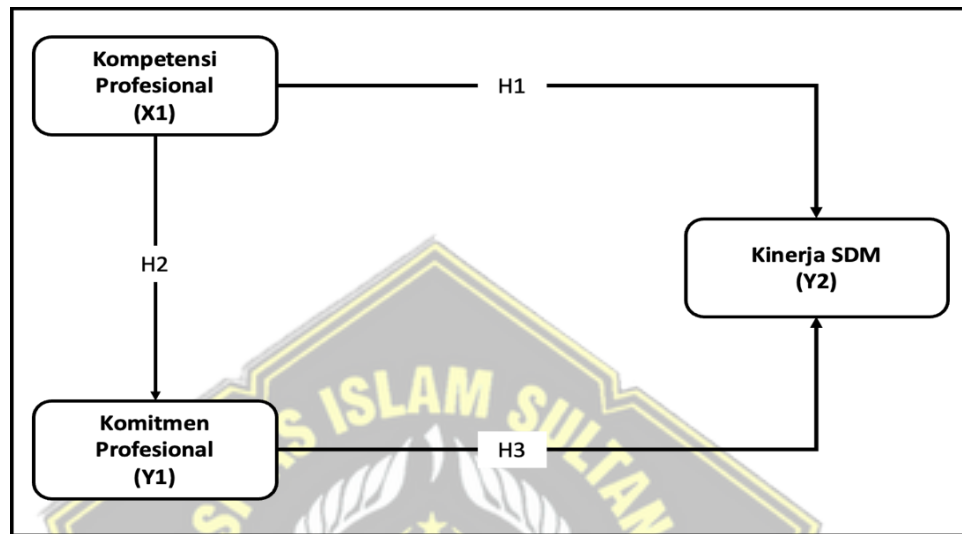 Kompetensi
Profesional
(X1)
H1
H2
Kinerja SDM
(Y2)
Komitmen
Profesional
(Y1)
H3
ISLAM SULTAN